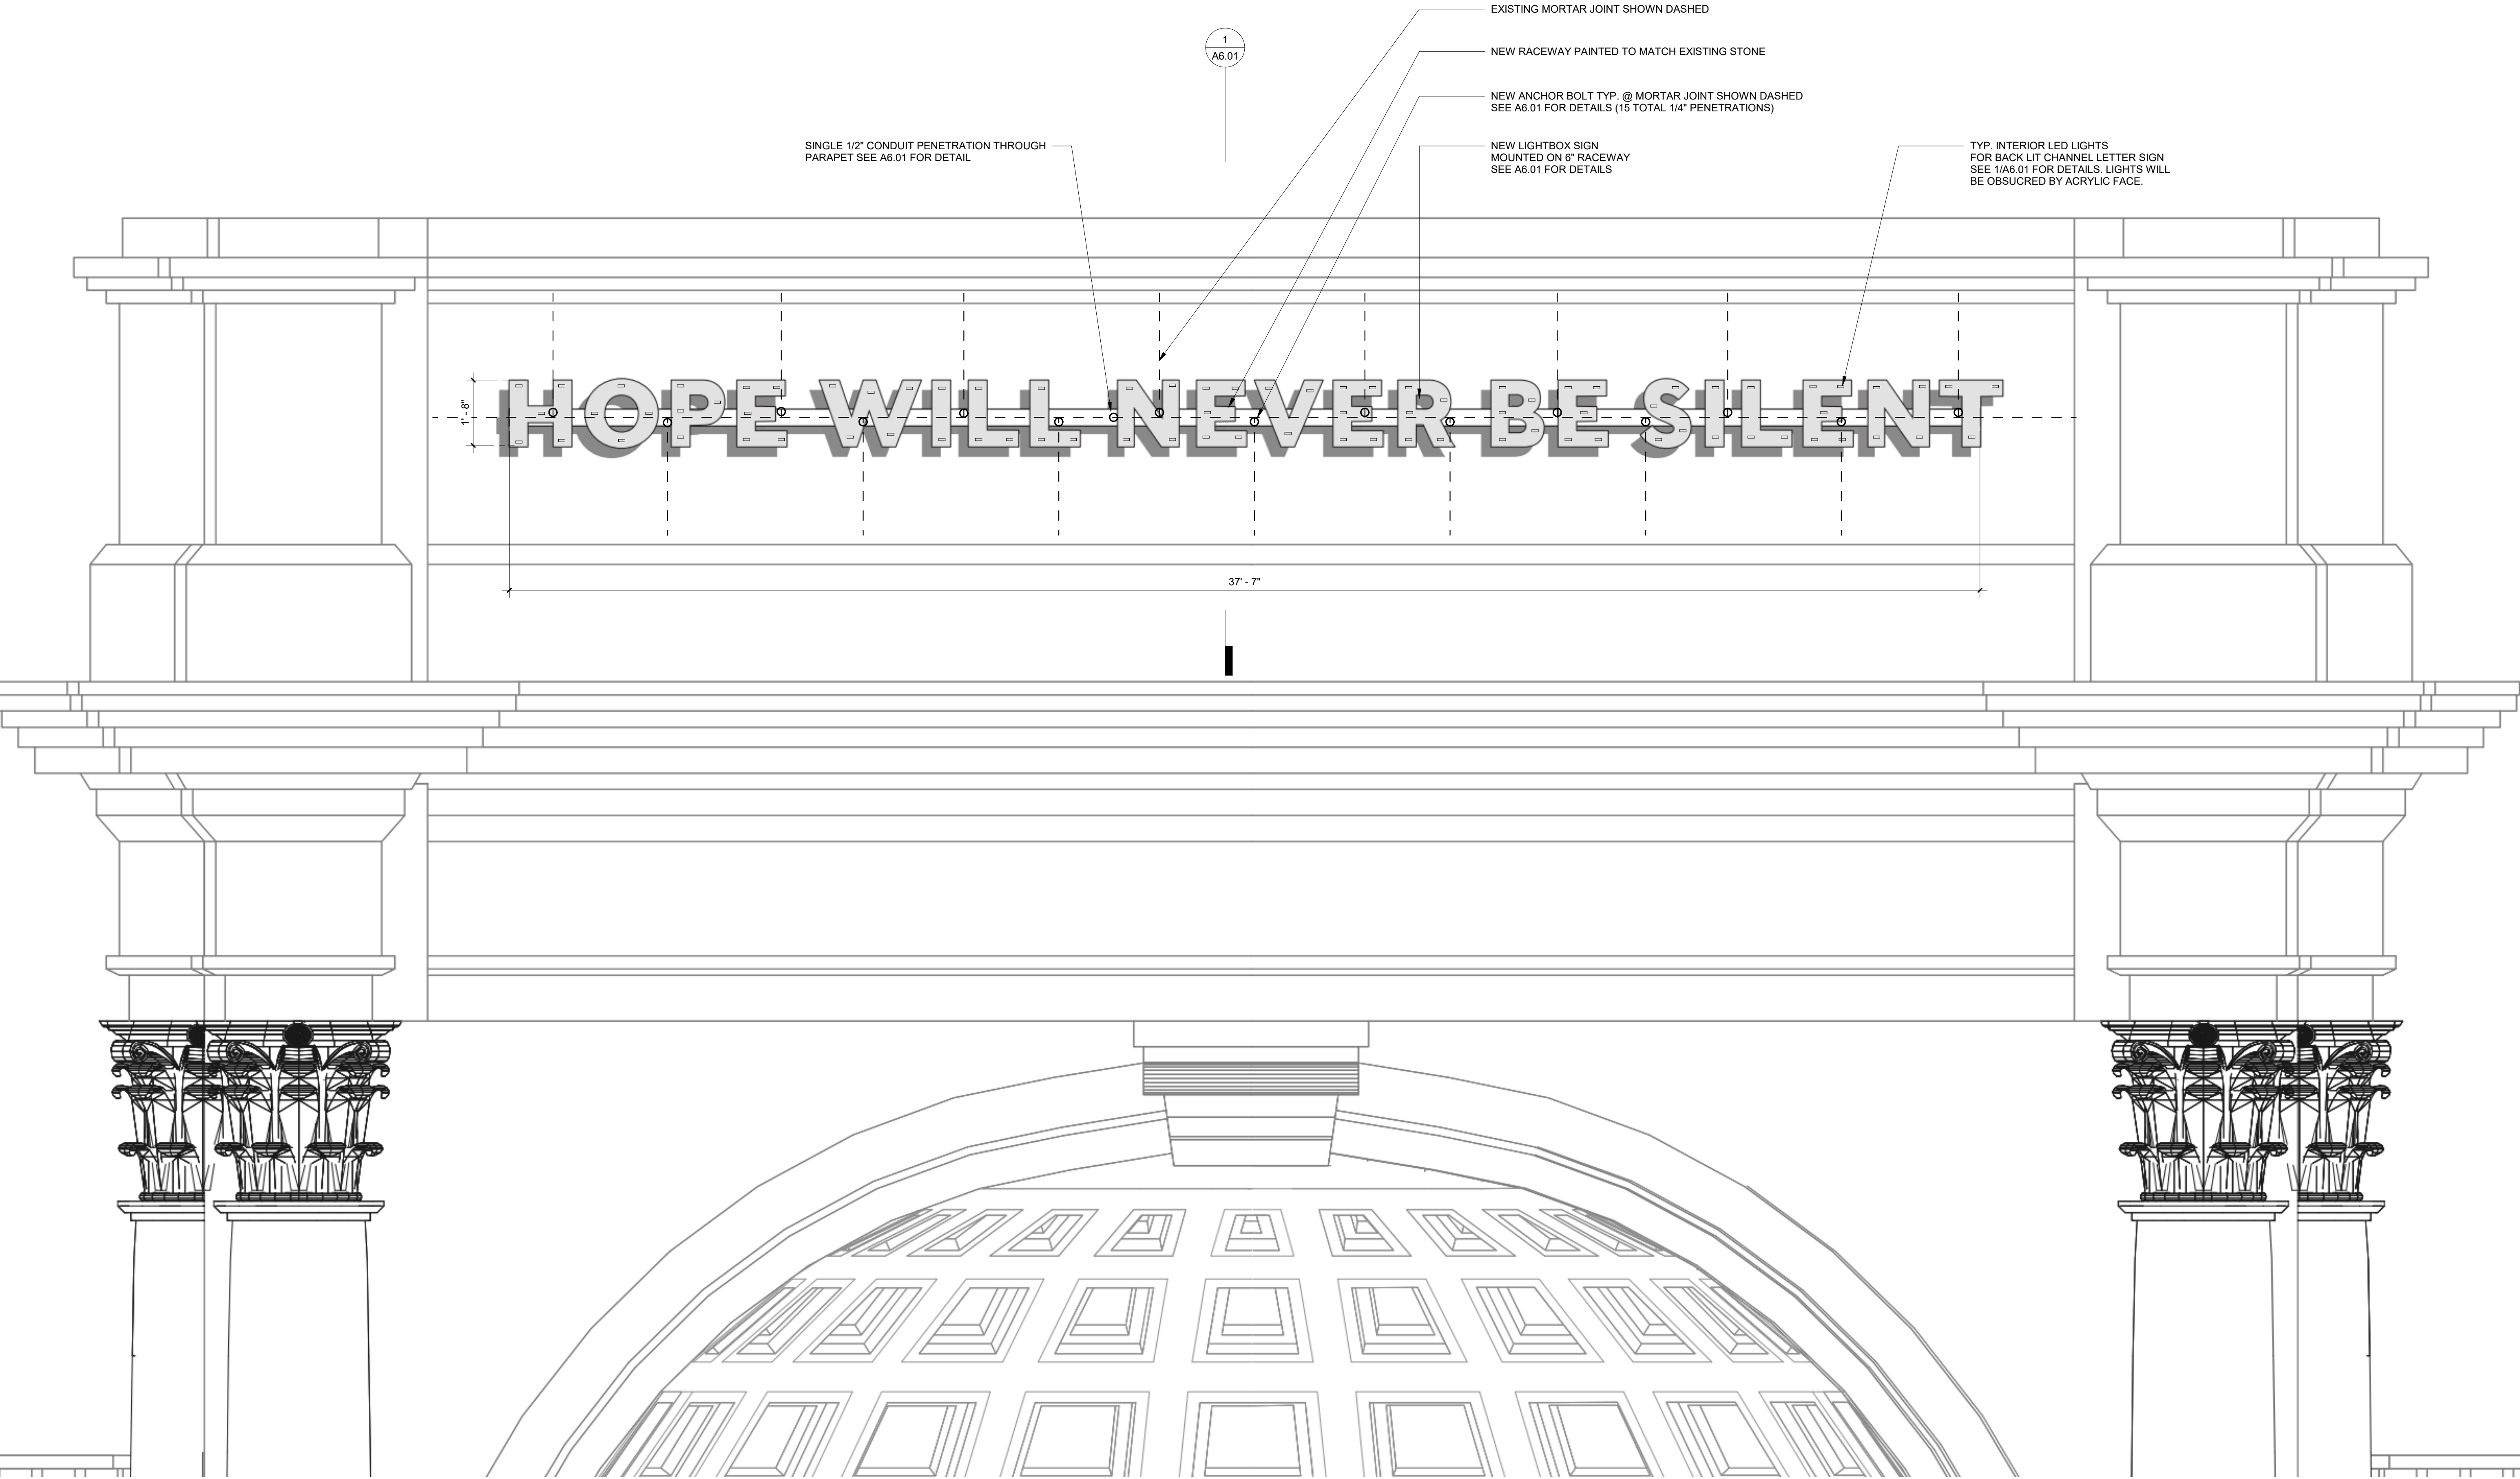 EXISTING MORTAR JOINT SHOWN DASHED
1
A6.01
NEW RACEWAY PAINTED TO MATCH EXISTING STONE
NEW ANCHOR BOLT TYP. @ MORTAR JOINT SHOWN DASHED
SEE A6.01 FOR DETAILS (15 TOTAL 1/4" PENETRATIONS)
SINGLE 1/2" CONDUIT PENETRATION THROUGH
PARAPET SEE A6.01 FOR DETAIL
NEW LIGHTBOX SIGN
MOUNTED ON 6" RACEWAY
SEE A6.01 FOR DETAILS
TYP. INTERIOR LED LIGHTS
FOR BACK LIT CHANNEL LETTER SIGN
SEE 1/A6.01 FOR DETAILS. LIGHTS WILL
BE OBSUCRED BY ACRYLIC FACE.
1' - 8"
HOPE WILL NEVER BE SILENT
37' - 7"